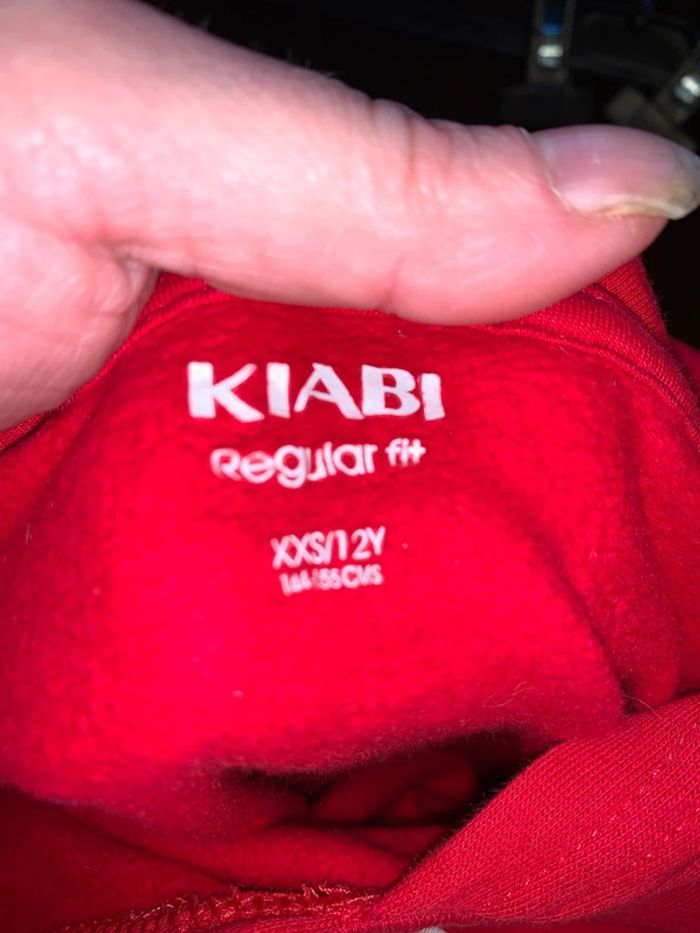 KIABI
Regular fit
XXS/12Y
144-155CMS